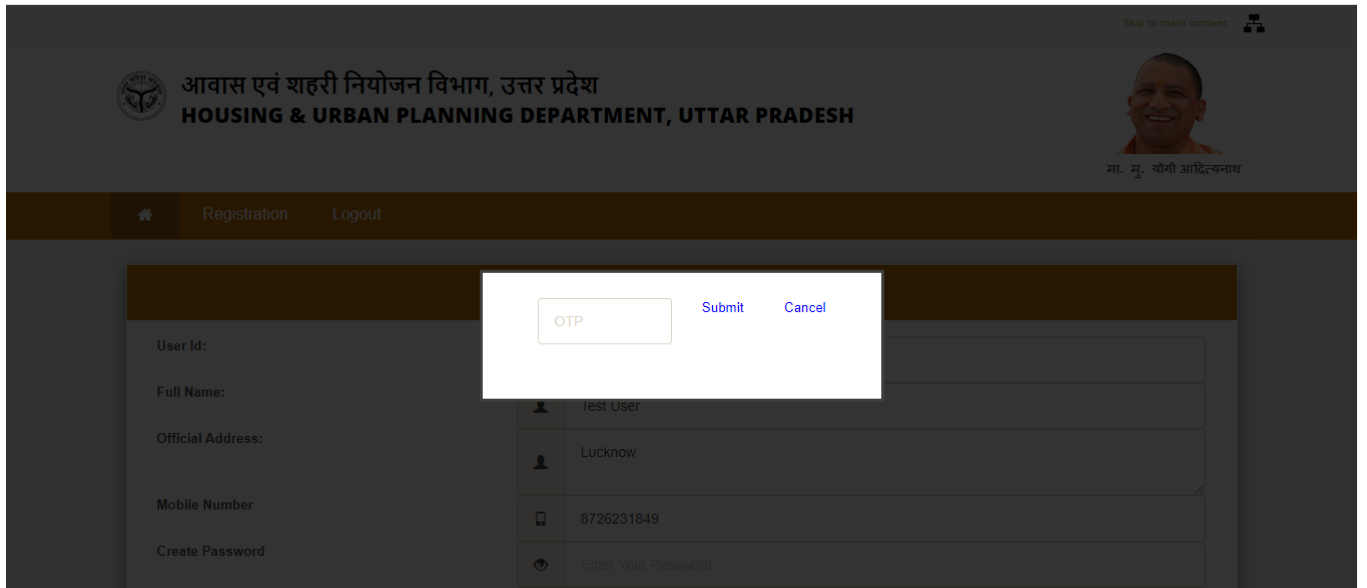 Skip to main content
आवास एवं शहरी नियोजन विभाग, उत्तर प्रदेश
HOUSING & URBAN PLANNING DEPARTMENT, UTTAR PRADESH
मा. मु. योगी आदित्यनाथ
Registration Logout
OTP Submit Cancel
User Id:
Full Name: Test User
Official Address: Lucknow
Mobile Number 8726231849
Create Password Enter Your Password